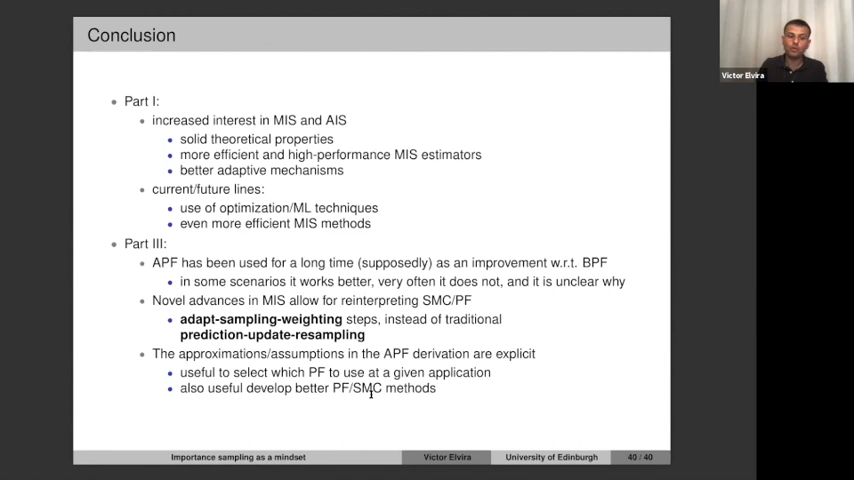 Conclusion
Victor Elvira
Part I:
increased interest in MIS and AIS
solid theoretical properties
more efficient and high-performance MIS estimators
better adaptive mechanisms
current/future lines:
use of optimization/ML techniques
even more efficient MIS methods
Part III:
APF has been used for a long time (supposedly) as an improvement w.r.t. BPF
in some scenarios it works better, very often it does not, and it is unclear why
Novel advances in MIS allow for reinterpreting SMC/PF
adapt-sampling-weighting steps, instead of traditional
prediction-update-resampling
The approximations/assumptions in the APF derivation are explicit
useful to select which PF to use at a given application
also useful develop better PF/SMC methods
Importance sampling as a mindset
Víctor Elvira
University of Edinburgh
40 / 40